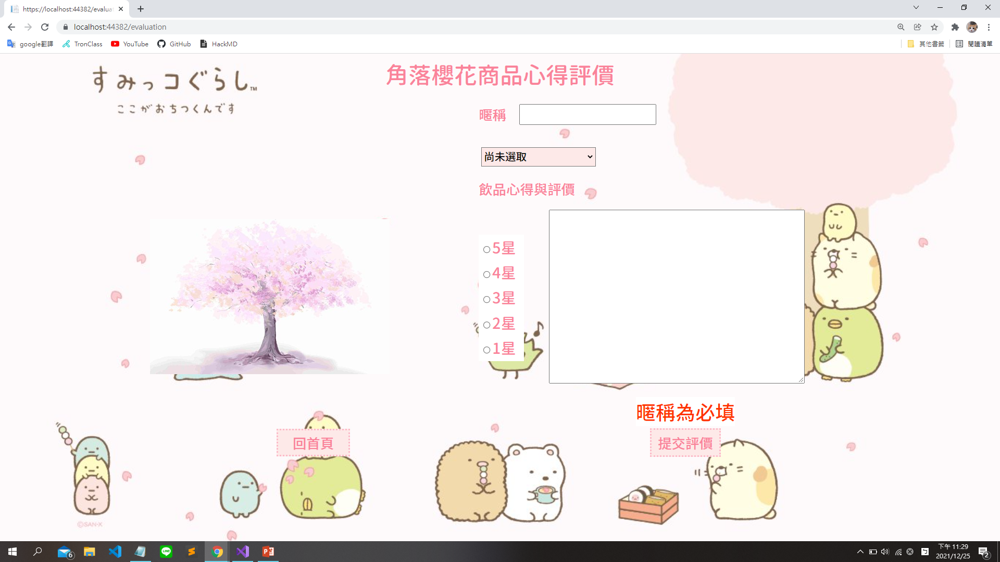 https://localhost:44382/evaluat
localhost:44382/evaluation
google翻譯
TronClass
YouTube
GitHub
HackMD
其他書籤
閱讀清單
すみっコぐらし™
ここがおちつくんです
角落櫻花商品心得評價
暱稱
尚未選取
飲品心得與評價
5星
4星
3星
2星
1星
暱稱為必填
回首頁
提交評價
©SAN-X
6
LINE
下午 11:29
2021/12/25
2